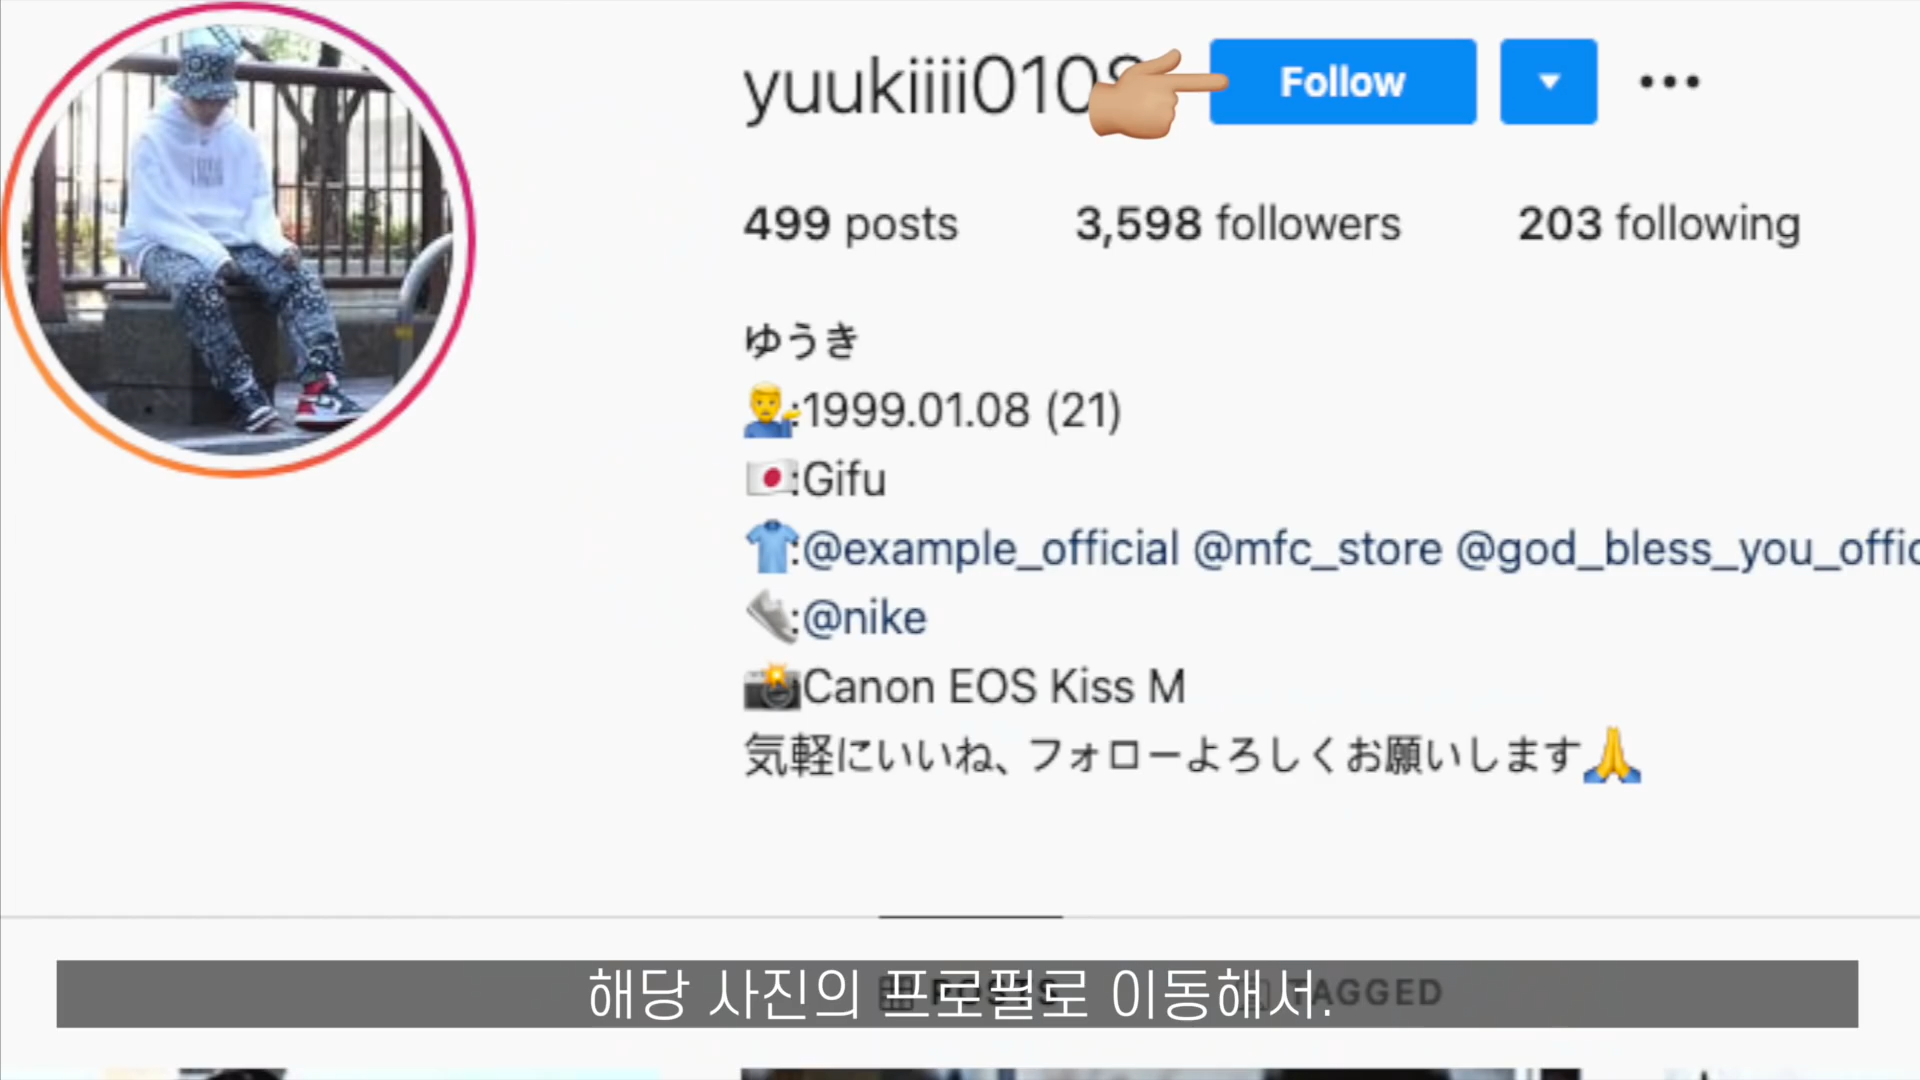 yuukiiii0108
Follow
499 posts 3,598 followers 203 following
ゆうき
:1999.01.08 (21)
:Gifu
:@example_official @mfc_store @god_bless_you_offic
:@nike
Canon EOS Kiss M
気軽にいいね、フォローよろしくお願いします
해당 사진의 프로필로 이동해서.
TAGGED